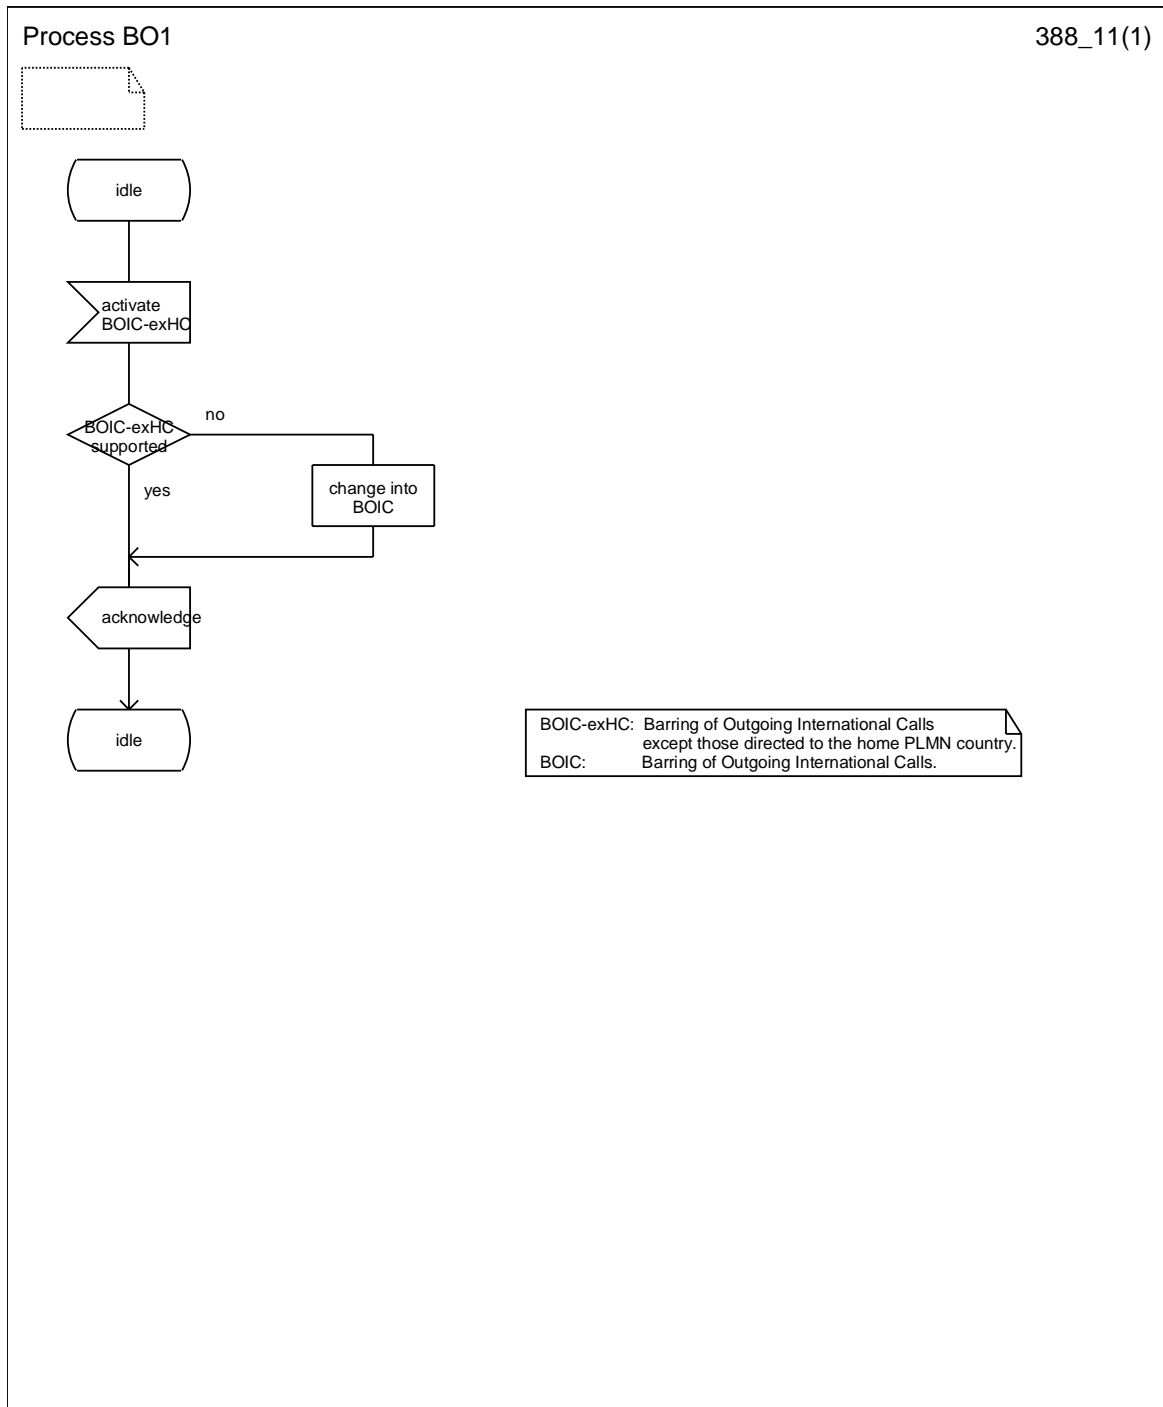 Process BO1
388_11(1)
idle
activate
BOIC-exHC
BOIC-exHC
supported
no
yes
change into
BOIC
acknowledge
idle
BOIC-exHC: Barring of Outgoing International Calls
except those directed to the home PLMN country.
BOIC: Barring of Outgoing International Calls.